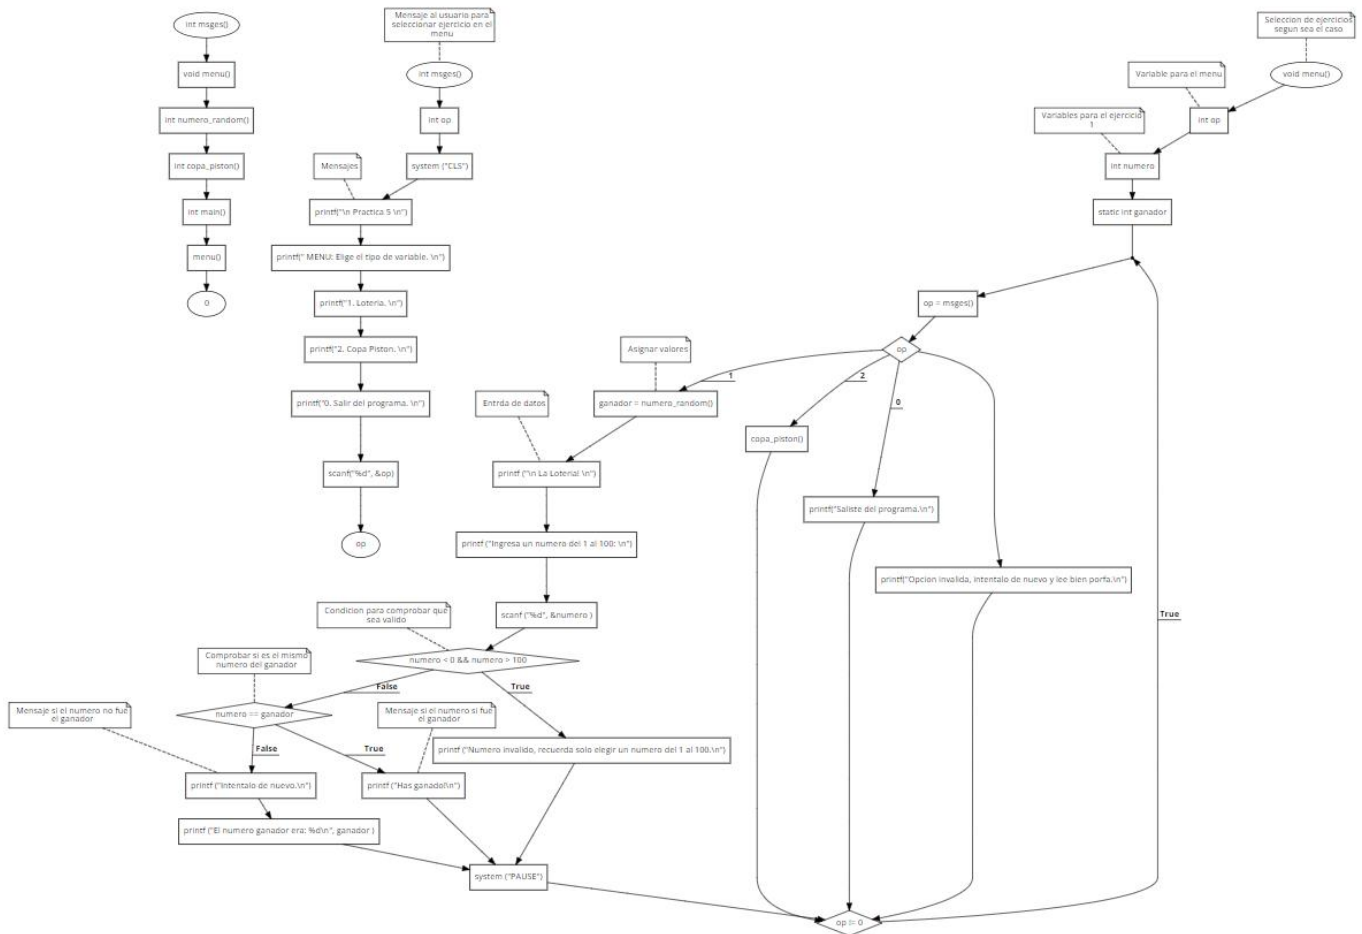 int msges()
void menu()
int numero_random()
int copa_piston()
int main()
menu()
0
Mensaje al usuario para
seleccionar ejercicio en el
menu
int msges()
int op
system ("CLS")
Mensajes
printf("\n Practica 5 \n")
printf(" MENU: Elige el tipo de variable. \n")
printf("1. Loteria. \n")
printf("2. Copa Piston. \n")
printf("0. Salir del programa. \n")
scanf("%d", &op)
op
Seleccion de ejercicios
segun sea el caso
void menu()
Variable para el menu
int op
Variables para el ejercicio
1
int numero
static int ganador
op = msges()
op
1
2
0
Asignar valores
ganador = numero_random()
Entrda de datos
printf ("\n La Loteria! \n")
printf ("Ingresa un numero del 1 al 100: \n")
scanf ("%d", &numero )
Condicion para comprobar que
sea valido
numero < 0 && numero > 100
False
True
Comprobar si es el mismo
numero del ganador
numero == ganador
False
True
Mensaje si el numero no fue
el ganador
Mensaje si el numero si fue
el ganador
printf ("Intentalo de nuevo.\n")
printf ("Has ganado!\n")
printf ("Numero invalido, recuerda solo elegir un numero del 1 al 100.\n")
printf ("El numero ganador era: %d\n", ganador )
system ("PAUSE")
copa_piston()
printf("Saliste del programa.\n")
printf("Opcion invalida, intentalo de nuevo y lee bien porfa.\n")
True
op != 0